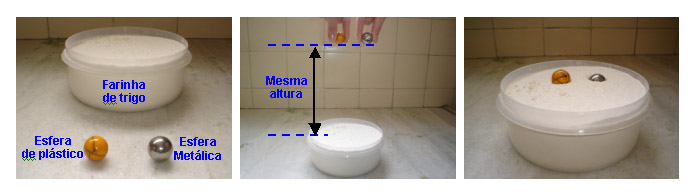 Farinha
de trigo
Esfera
de plástico
Esfera
Metálica
Mesma
altura